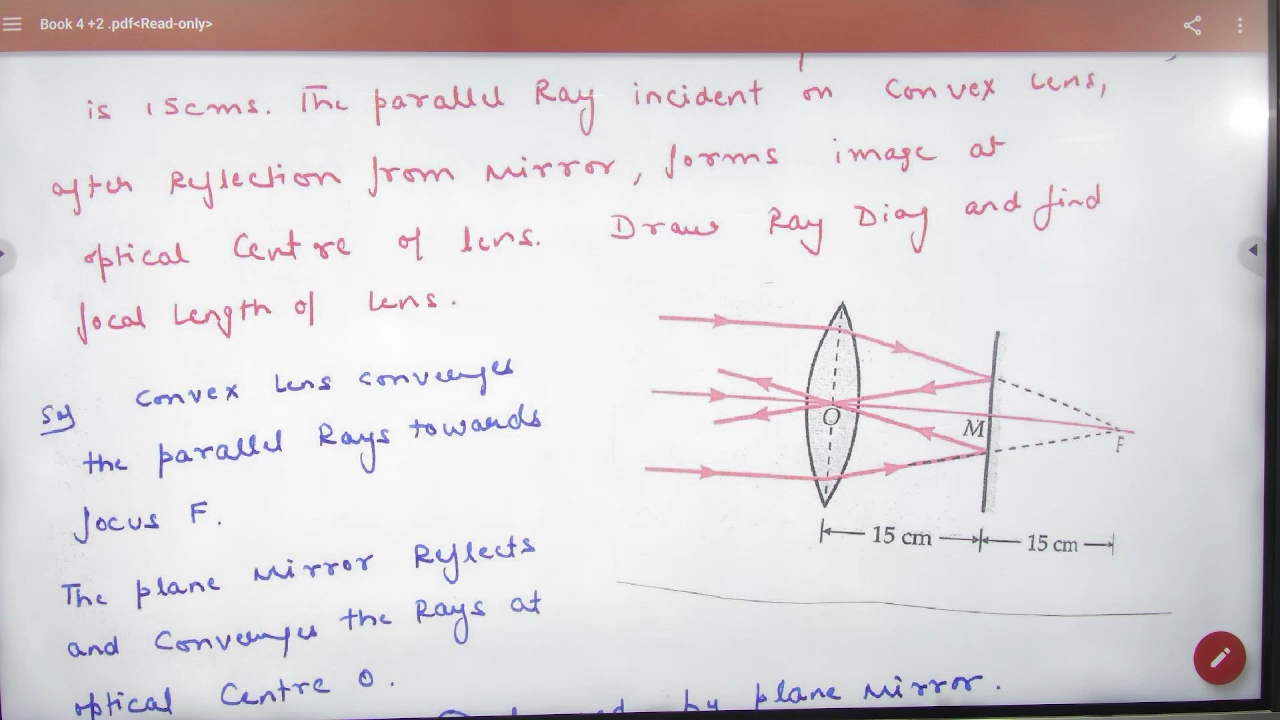 Book 4 +2 .pdf<Read-only>
is 15cms. The parallel Ray incident on Convex Lens,
after Reflection from Mirror, forms image at
optical Centre of lens. Draw Ray Diag and find
focal Length of Lens.
Convex Lens converges
the parallel Rays towards
focus F.
The plane Mirror Reflects
and Converges the Rays at
optical Centre O.
by plane Mirror.
O
M
F
15 cm
15 cm